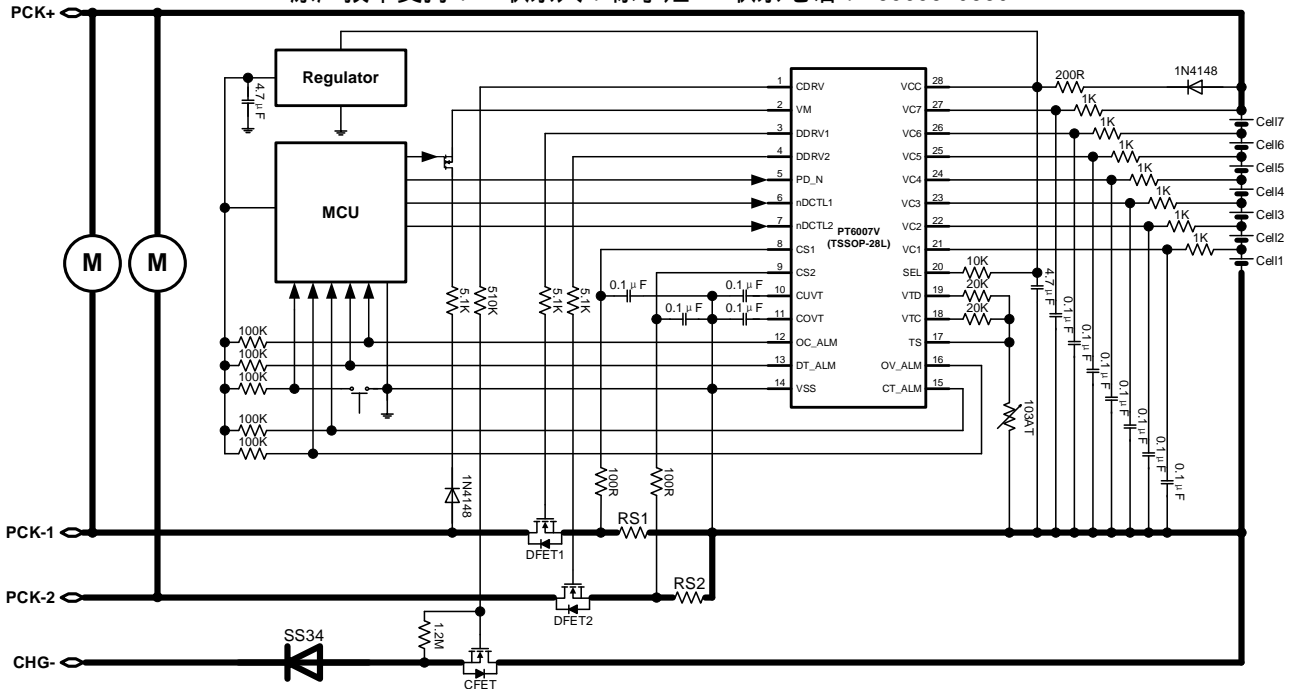 PCK+
Regulator
4.7μF
MCU
M
M
1 CDRV VCC 28
2 VM VC7 27
3 DDRV1 VC6 26
4 DDRV2 VC5 25
5 PD_N VC4 24
6 nDCTL1 VC3 23
7 nDCTL2 VC2 22
8 CS1 VC1 21
9 CS2 SEL 20
10 CUVT VTD 19
11 COVT VTC 18
12 OC_ALM TS 17
13 DT_ALM OV_ALM 16
14 VSS CT_ALM 15
PT6007V
(TSSOP-28L)
200R
1N4148
1K
1K
1K
1K
1K
1K
1K
Cell7
Cell6
Cell5
Cell4
Cell3
Cell2
Cell1
10K
20K
20K
5.1K
510K
5.1K
5.1K
0.1μF
0.1μF
0.1μF
0.1μF
100K
100K
100K
100K
100K
4.7μF
0.1μF
0.1μF
0.1μF
0.1μF
0.1μF
0.1μF
0.1μF
103AT
1N4148
100R
100R
PCK-1
DFET1
RS1
PCK-2
DFET2
RS2
1.2M
SS34
CHG-
CFET